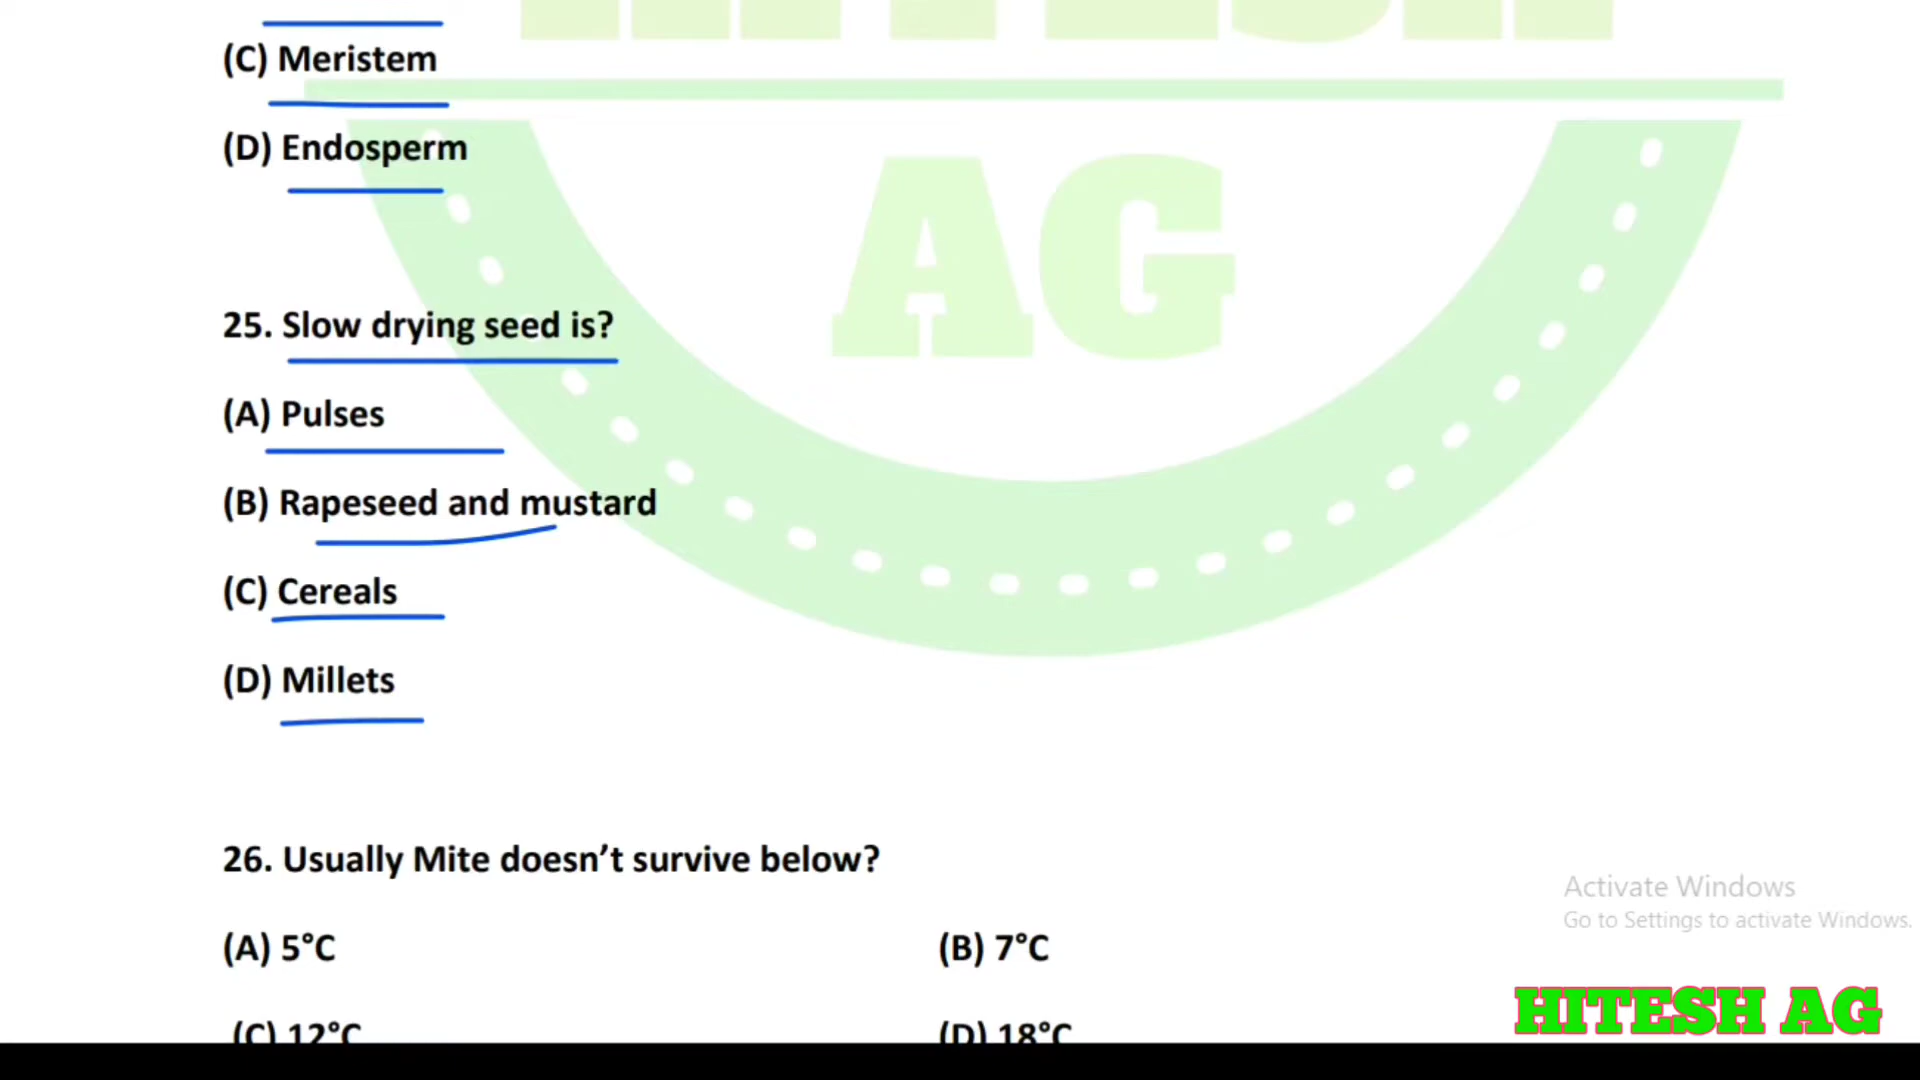 (C) Meristem
(D) Endosperm
AG
25. Slow drying seed is?
(A) Pulses
(B) Rapeseed and mustard
(C) Cereals
(D) Millets
26. Usually Mite doesn’t survive below?
Activate Windows
Go to Settings to activate Windows.
(A) 5°C
(B) 7°C
HITESH AG
(C) 12°C
(D) 18°C